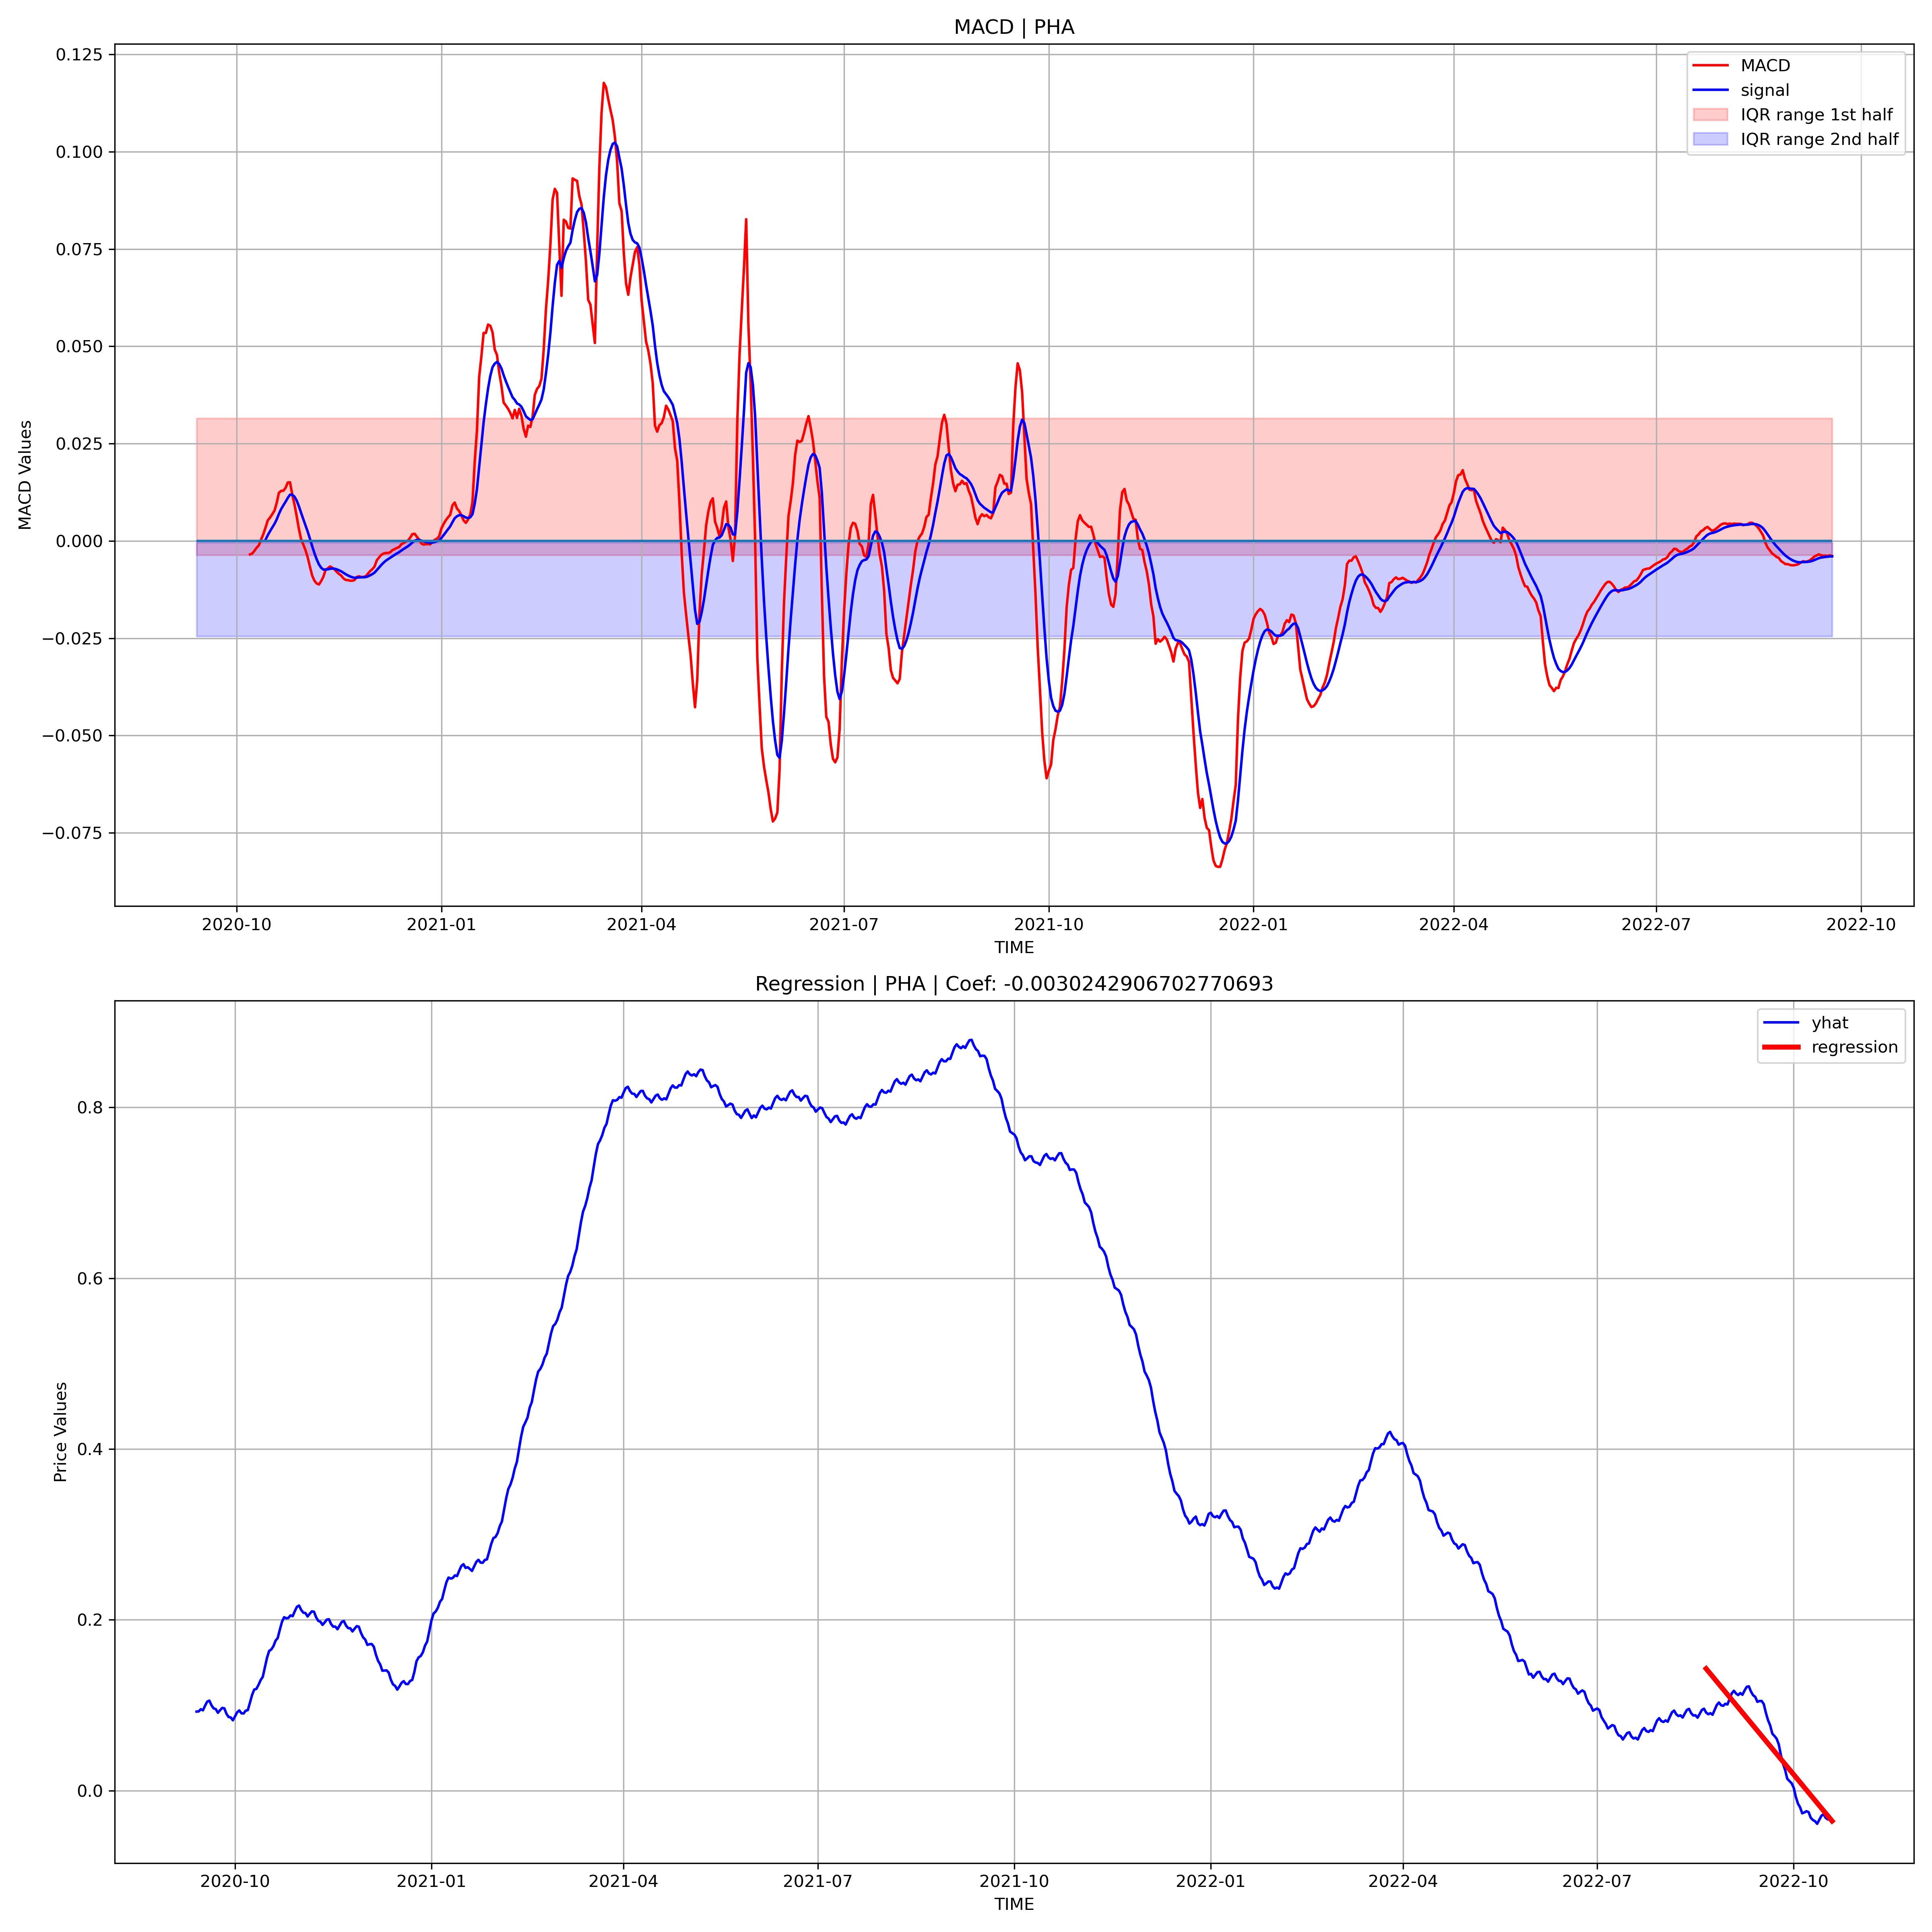 MACD | PHA
0.125
0.100
0.075
0.050
0.025
0.000
−0.025
−0.050
−0.075
MACD Values
MACD
signal
IQR range 1st half
IQR range 2nd half
2020-10 2021-01 2021-04 2021-07 2021-10 2022-01 2022-04 2022-07 2022-10
TIME
Regression | PHA | Coef: -0.0030242906702770693
0.8
0.6
0.4
0.2
0.0
Price Values
yhat
regression
2020-10 2021-01 2021-04 2021-07 2021-10 2022-01 2022-04 2022-07 2022-10
TIME